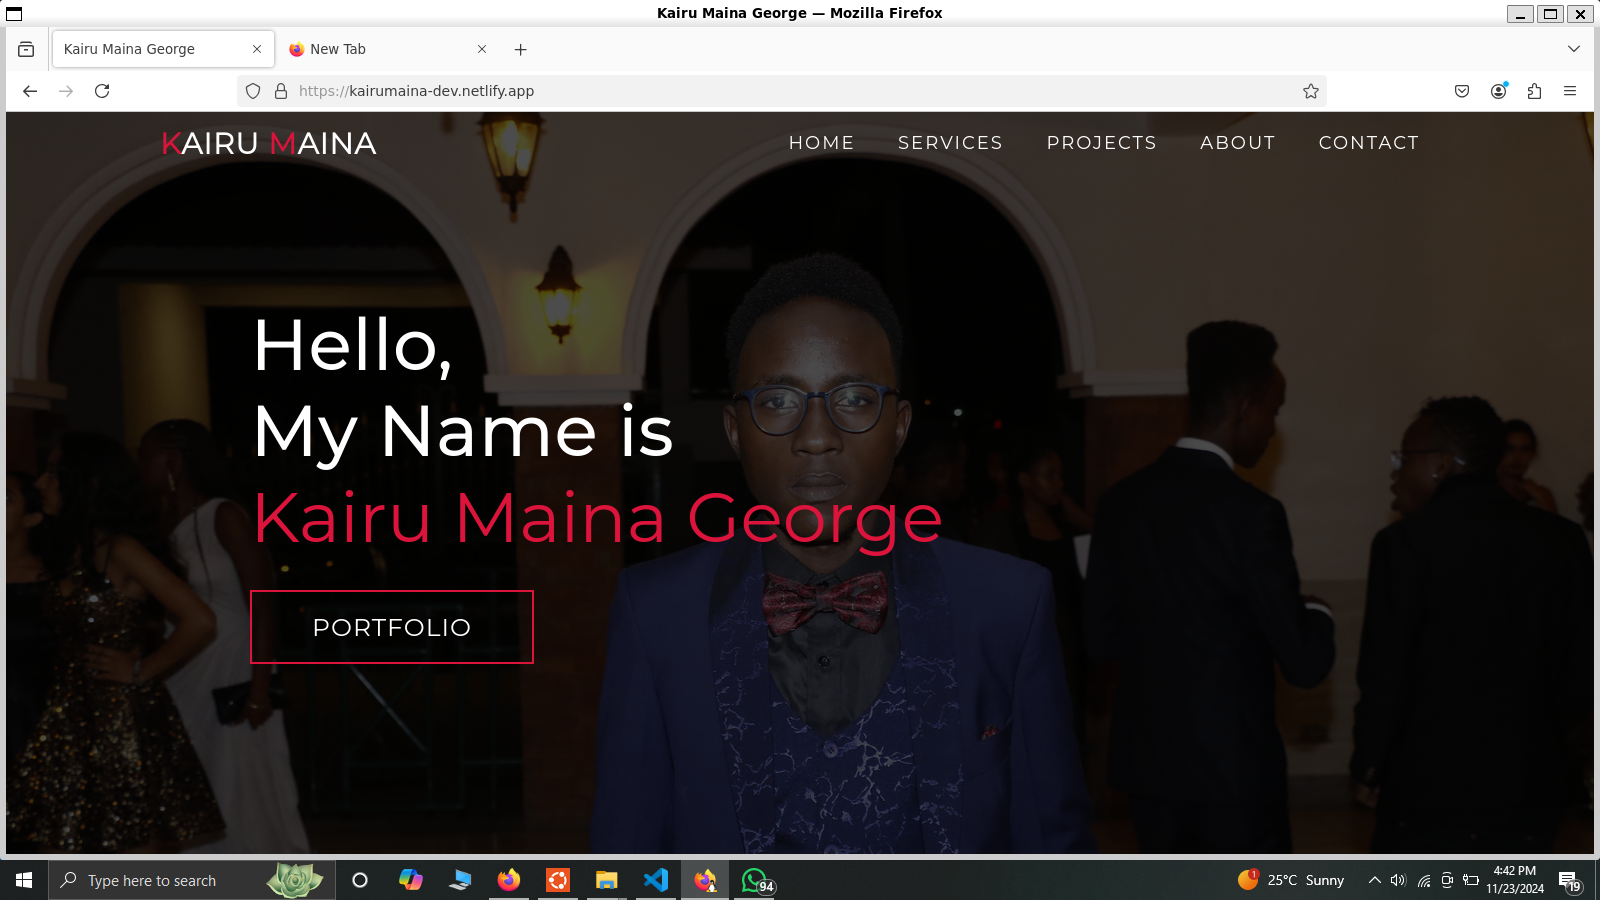 Kairu Maina George — Mozilla Firefox
Kairu Maina George
New Tab
https://kairumaina-dev.netlify.app
KAIRU MAINA
HOME SERVICES PROJECTS ABOUT CONTACT
Hello,
My Name is
Kairu Maina George
PORTFOLIO
Type here to search
94
1
25°C Sunny
4:42 PM
11/23/2024
19